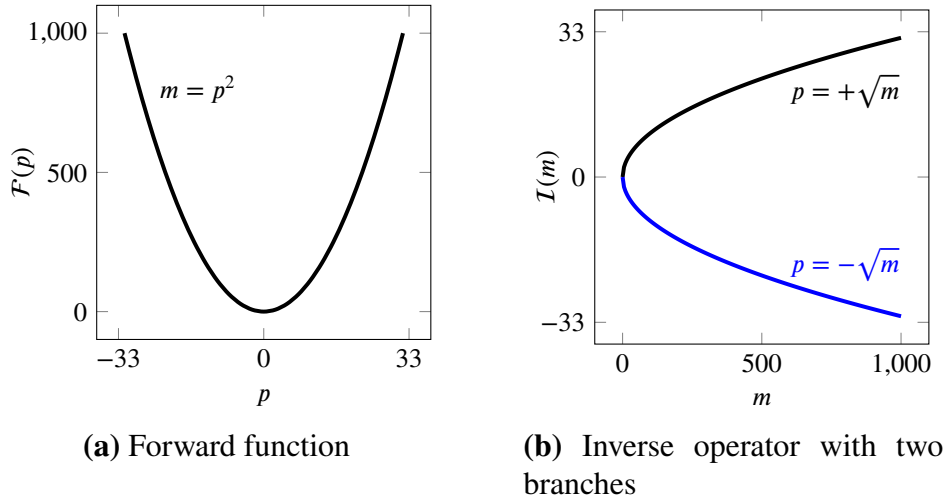 1,000
m = p²
500
0
ℱ(p)
−33 0 33
p
(a) Forward function
33
p = +√m
0
ℐ(m)
p = −√m
−33
0 500 1,000
m
(b) Inverse operator with two
branches